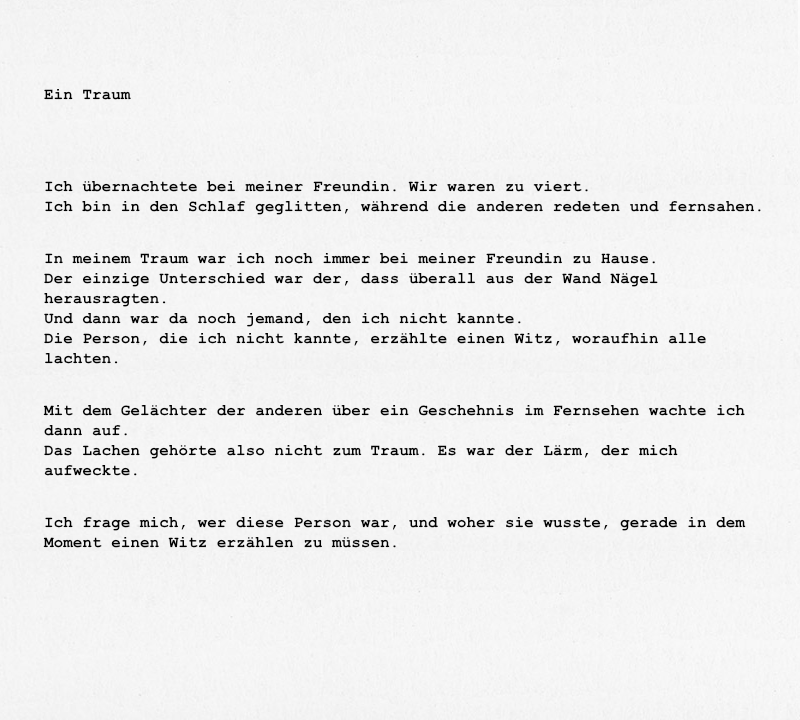 Ein Traum
Ich übernachtete bei meiner Freundin. Wir waren zu viert.
Ich bin in den Schlaf geglitten, während die anderen redeten und fernsahen.
In meinem Traum war ich noch immer bei meiner Freundin zu Hause.
Der einzige Unterschied war der, dass überall aus der Wand Nägel
herausragten.
Und dann war da noch jemand, den ich nicht kannte.
Die Person, die ich nicht kannte, erzählte einen Witz, woraufhin alle
lachten.
Mit dem Gelächter der anderen über ein Geschehnis im Fernsehen wachte ich
dann auf.
Das Lachen gehörte also nicht zum Traum. Es war der Lärm, der mich
aufweckte.
Ich frage mich, wer diese Person war, und woher sie wusste, gerade in dem
Moment einen Witz erzählen zu müssen.